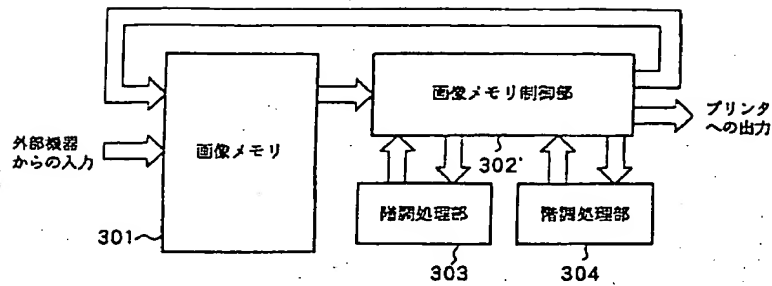 外部機器
からの入力
画像メモリ
301
画像メモリ制御部
302'
プリンタ
への出力
階調処理部
303
階調処理部
304